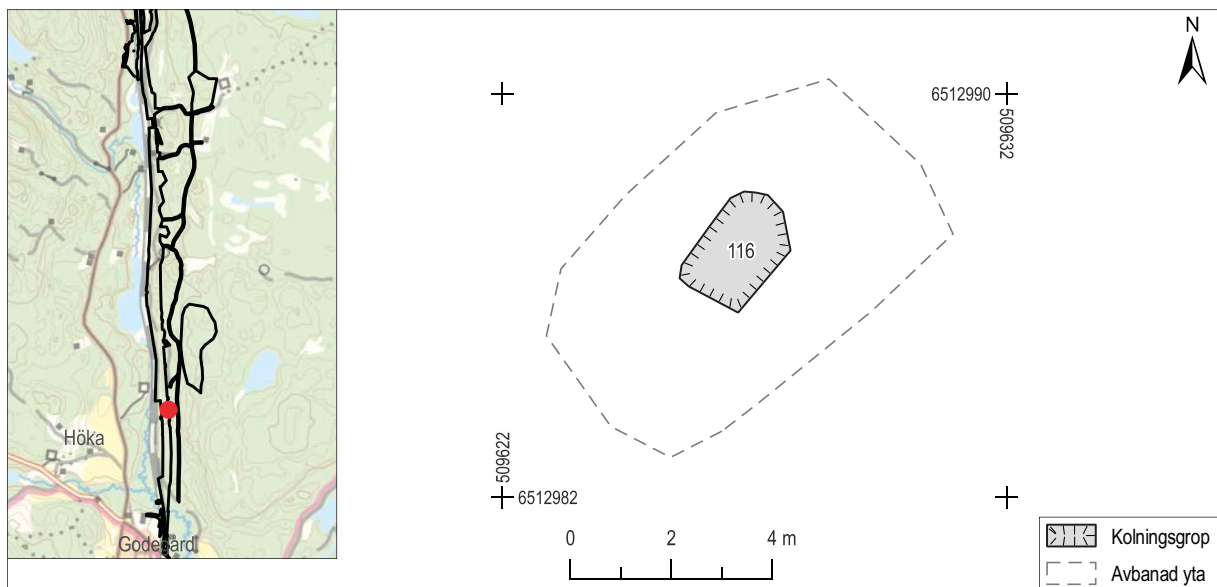 Höka
Godegård
N
6512990
509632
116
509622
6512982
0 2 4 m
Kolningsgrop
Avbanad yta